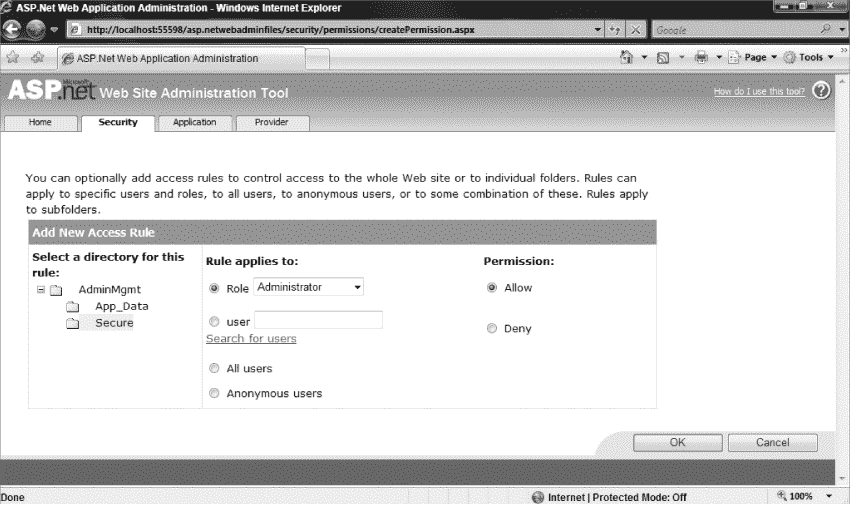 ASP.Net Web Application Administration - Windows Internet Explorer
http://localhost:55598/asp.netwebadminfiles/security/permissions/createPermission.aspx
Google
ASP.Net Web Application Administration
Page
Tools
Microsoft
ASP.net Web Site Administration Tool
How do I use this tool?
Home
Security
Application
Provider
You can optionally add access rules to control access to the whole Web site or to individual folders. Rules can
apply to specific users and roles, to all users, to anonymous users, or to some combination of these. Rules apply
to subfolders.
Add New Access Rule
Select a directory for this
rule:
AdminMgmt
App_Data
Secure
Rule applies to:
Role Administrator
user
Search for users
All users
Anonymous users
Permission:
Allow
Deny
OK
Cancel
Done
Internet | Protected Mode: Off
100%